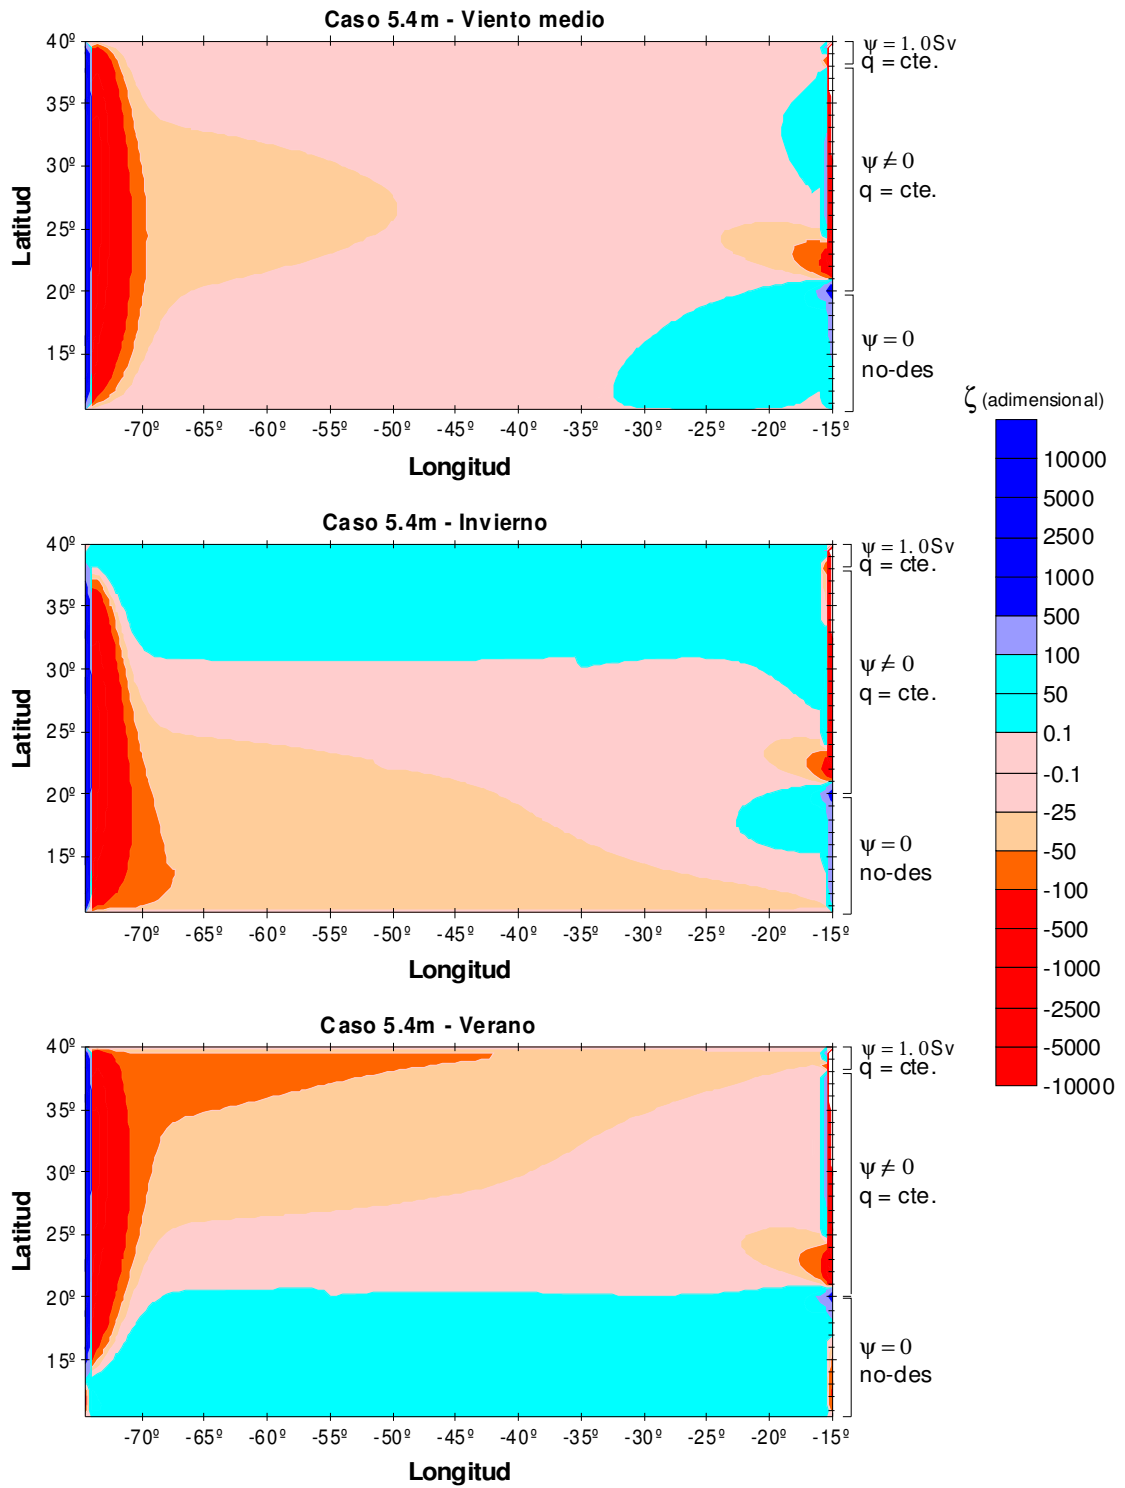 Caso 5.4m - Viento medio
40º
35º
30º
25º
20º
15º
Latitud
-70º -65º -60º -55º -50º -45º -40º -35º -30º -25º -20º -15º
Longitud
ψ = 1.0Sv
q = cte.
ψ ≠ 0
q = cte.
ψ = 0
no-des
ζ (adimensional)
10000
5000
2500
1000
500
100
50
0.1
-0.1
-25
-50
-100
-500
-1000
-2500
-5000
-10000
Caso 5.4m - Invierno
40º
35º
30º
25º
20º
15º
Latitud
-70º -65º -60º -55º -50º -45º -40º -35º -30º -25º -20º -15º
Longitud
ψ = 1.0Sv
q = cte.
ψ ≠ 0
q = cte.
ψ = 0
no-des
Caso 5.4m - Verano
40º
35º
30º
25º
20º
15º
Latitud
-70º -65º -60º -55º -50º -45º -40º -35º -30º -25º -20º -15º
Longitud
ψ = 1.0Sv
q = cte.
ψ ≠ 0
q = cte.
ψ = 0
no-des